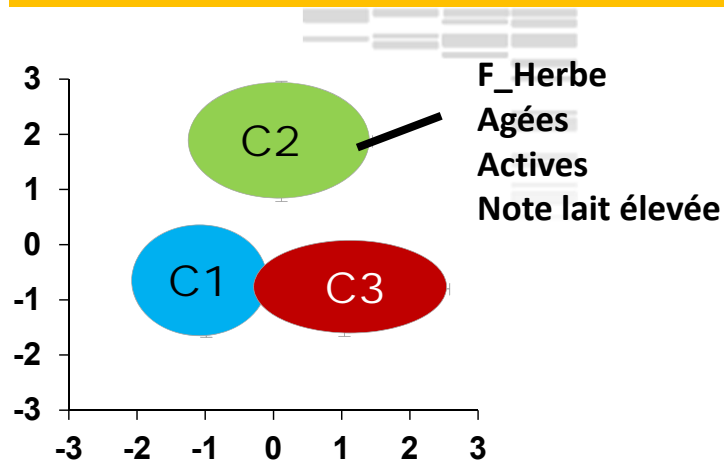 F_Herbe
Agées
Actives
Note lait élevée
3
2
1
0
-1
-2
-3
C2
C1
C3
-3 -2 -1 0 1 2 3